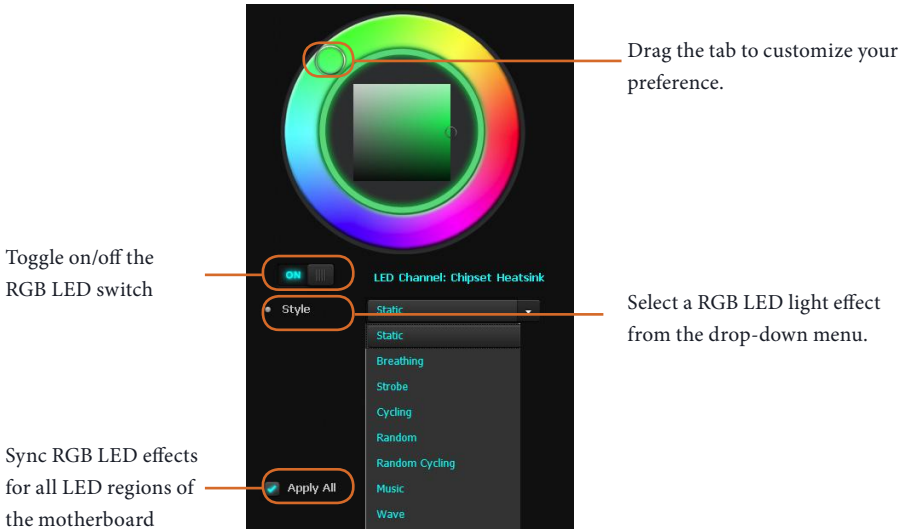 Drag the tab to customize your
preference.
Toggle on/off the
RGB LED switch
ON
LED Channel: Chipset Heatsink
Style
Static
Select a RGB LED light effect
from the drop-down menu.
Static
Breathing
Strobe
Cycling
Random
Random Cycling
Music
Wave
Sync RGB LED effects
for all LED regions of
the motherboard
Apply All